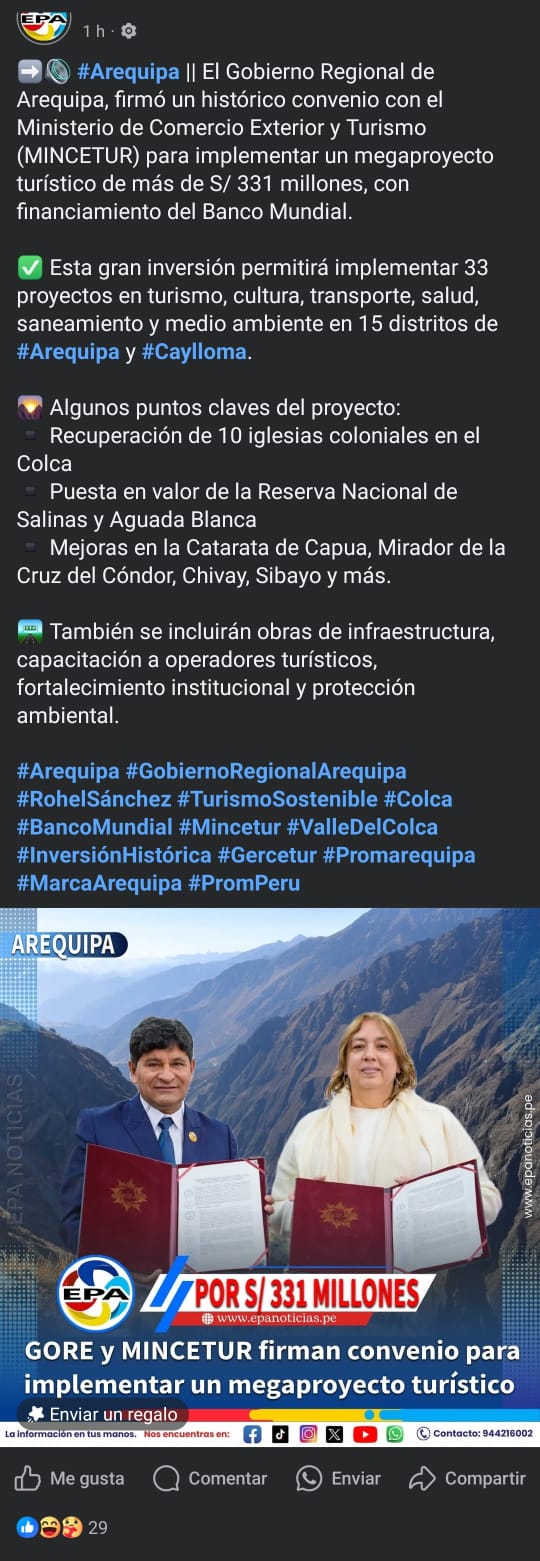 EPA
1 h ·
#Arequipa || El Gobierno Regional de
Arequipa, firmó un histórico convenio con el
Ministerio de Comercio Exterior y Turismo
(MINCETUR) para implementar un megaproyecto
turístico de más de S/ 331 millones, con
financiamiento del Banco Mundial.
Esta gran inversión permitirá implementar 33
proyectos en turismo, cultura, transporte, salud,
saneamiento y medio ambiente en 15 distritos de
#Arequipa y #Caylloma.
Algunos puntos claves del proyecto:
▪ Recuperación de 10 iglesias coloniales en el
Colca
▪ Puesta en valor de la Reserva Nacional de
Salinas y Aguada Blanca
▪ Mejoras en la Catarata de Capua, Mirador de la
Cruz del Cóndor, Chivay, Sibayo y más.
También se incluirán obras de infraestructura,
capacitación a operadores turísticos,
fortalecimiento institucional y protección
ambiental.
#Arequipa #GobiernoRegionalArequipa
#RohelSánchez #TurismoSostenible #Colca
#BancoMundial #Mincetur #ValleDelColca
#InversiónHistórica #Gercetur #Promarequipa
#MarcaArequipa #PromPeru
AREQUIPA
EPA NOTICIAS
www.epanoticias.pe
EPA
POR S/ 331 MILLONES
www.epanoticias.pe
GORE y MINCETUR firman convenio para
implementar un megaproyecto turístico
Enviar un regalo
La información en tus manos. Nos encuentras en: Contacto: 944216002
Me gusta Comentar Enviar Compartir
29